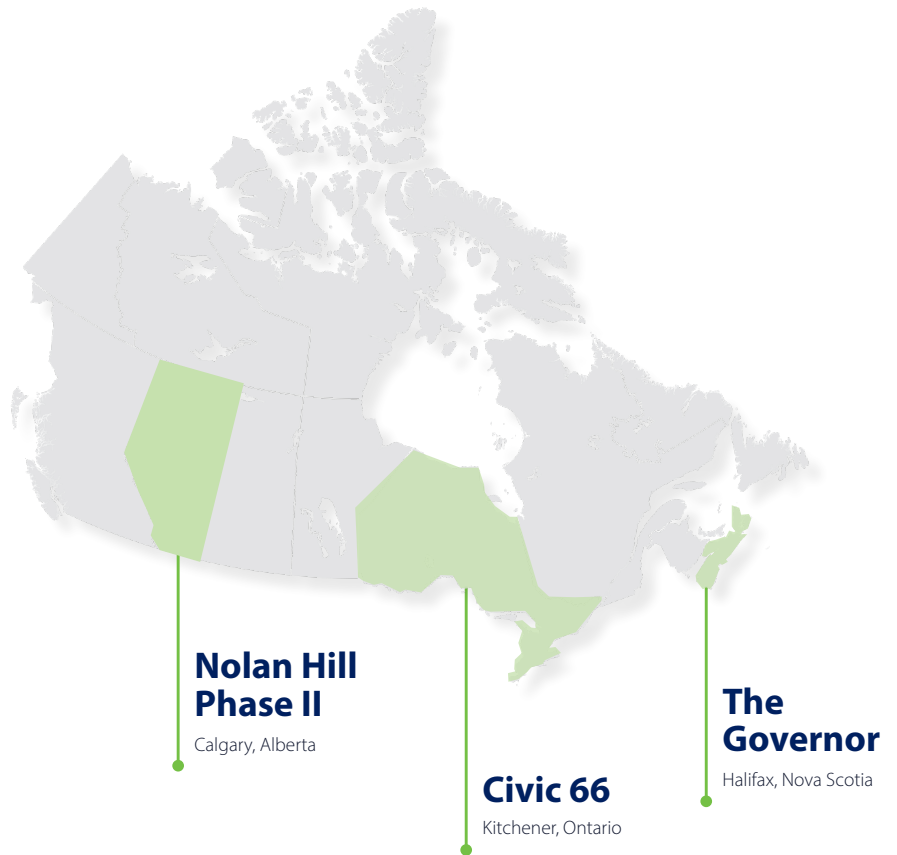 Nolan Hill
Phase II
Calgary, Alberta
Civic 66
Kitchener, Ontario
The
Governor
Halifax, Nova Scotia